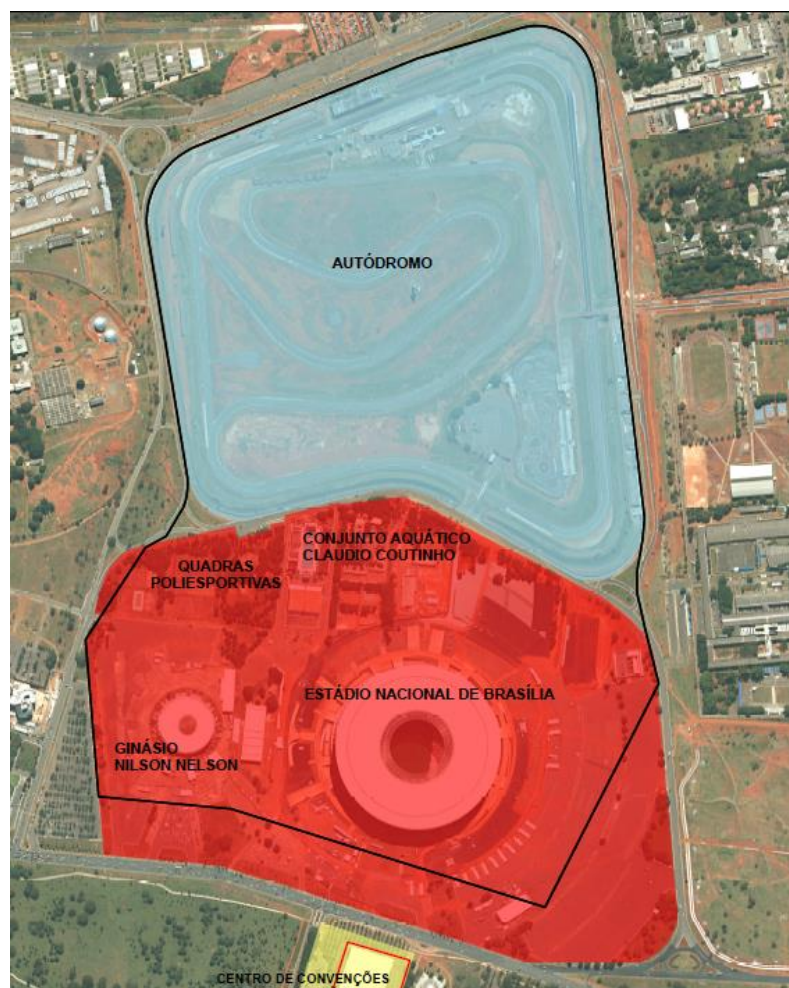 AUTÓDROMO
CONJUNTO AQUÁTICO
CLAUDIO COUTINHO
QUADRAS
POLIESPORTIVAS
ESTÁDIO NACIONAL DE BRASÍLIA
GINÁSIO
NILSON NELSON
CENTRO DE CONVENÇÕES